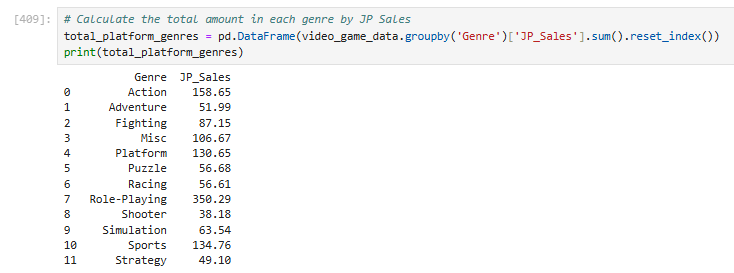 [409]: # Calculate the total amount in each genre by JP Sales
total_platform_genres = pd.DataFrame(video_game_data.groupby('Genre')['JP_Sales'].sum().reset_index())
print(total_platform_genres)
Genre JP_Sales
0 Action 158.65
1 Adventure 51.99
2 Fighting 87.15
3 Misc 106.67
4 Platform 130.65
5 Puzzle 56.68
6 Racing 56.61
7 Role-Playing 350.29
8 Shooter 38.18
9 Simulation 63.54
10 Sports 134.76
11 Strategy 49.10